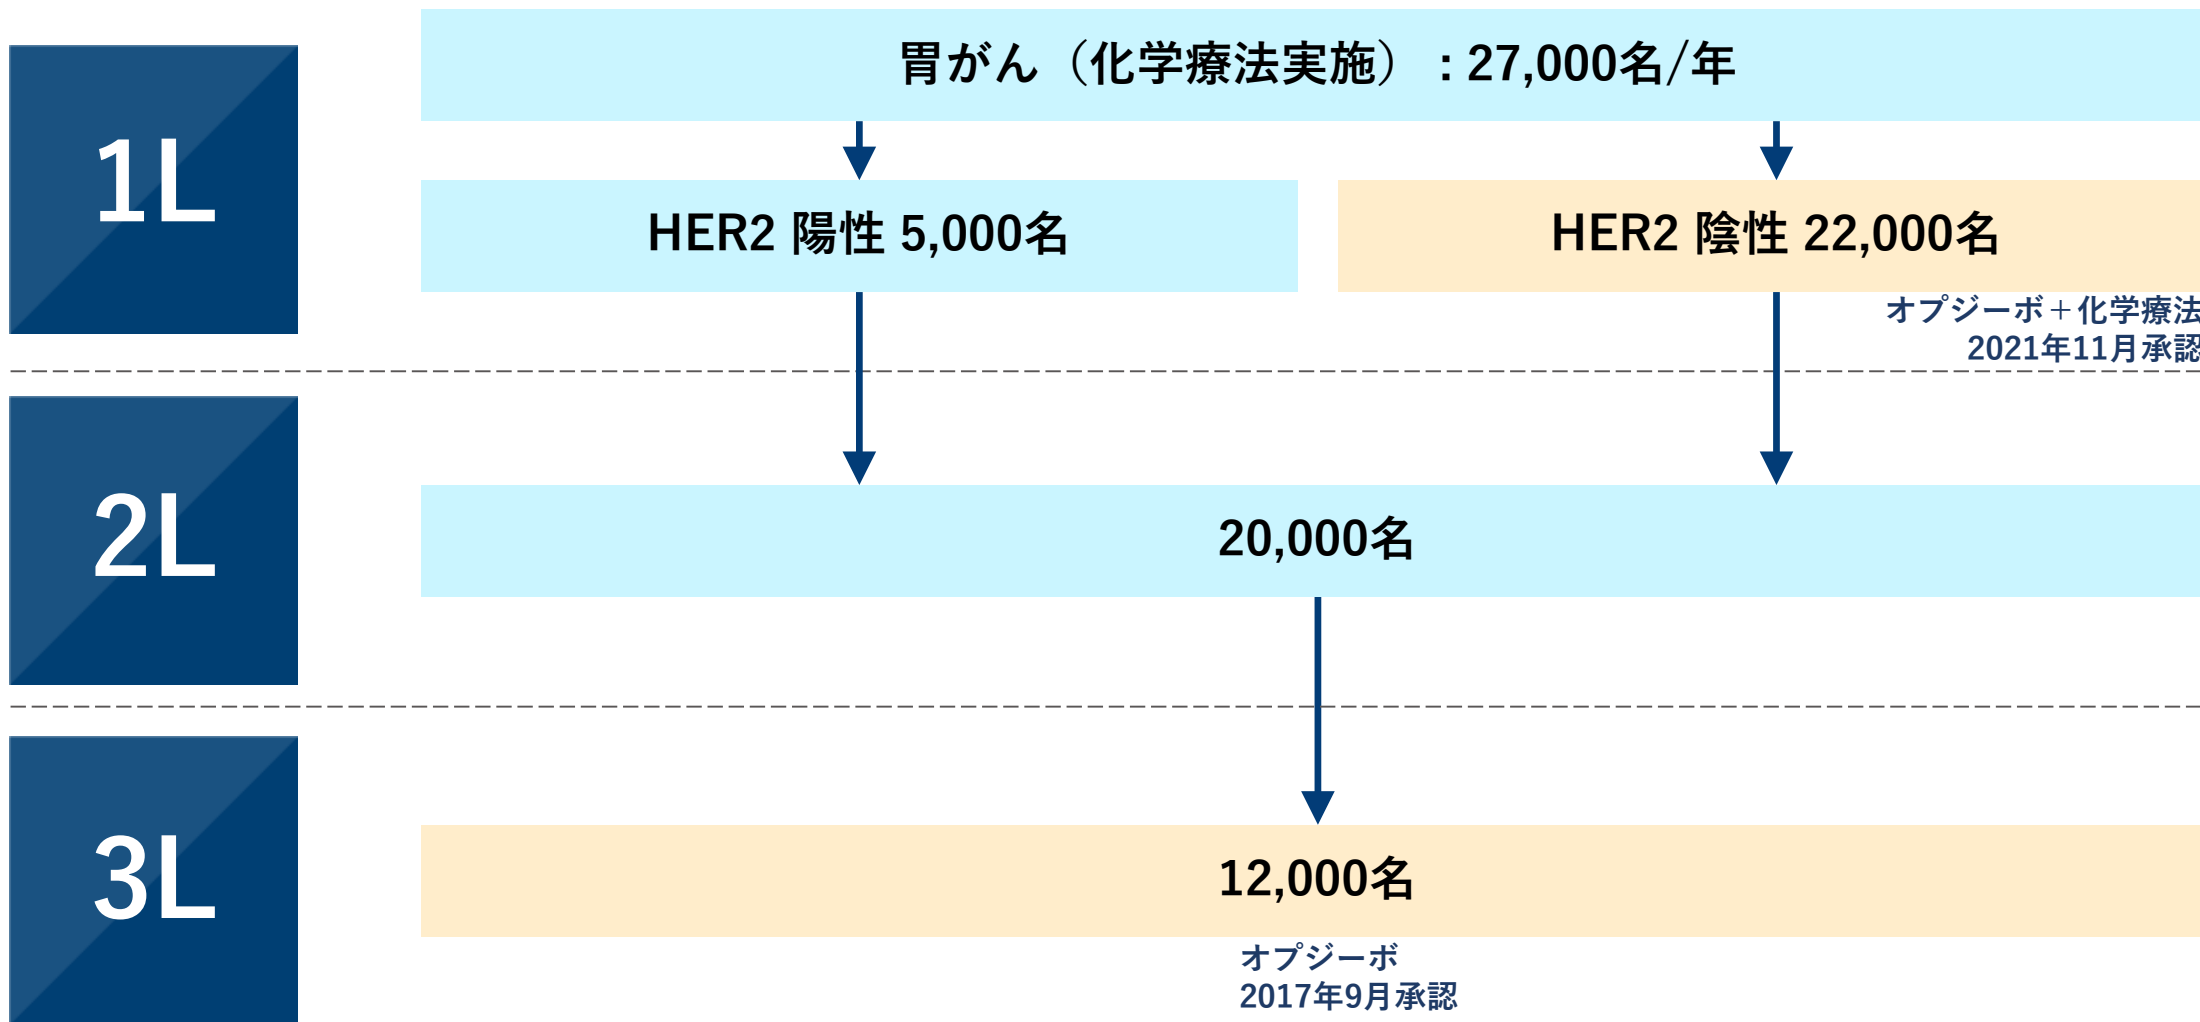 1L
胃がん（化学療法実施）：27,000名/年
HER2 陽性 5,000名
HER2 陰性 22,000名
オプジーボ＋化学療法
2021年11月承認
2L
20,000名
3L
12,000名
オプジーボ
2017年9月承認